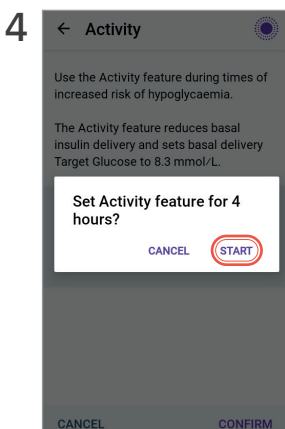 4
Activity
Use the Activity feature during times of
increased risk of hypoglycaemia.
The Activity feature reduces basal
insulin delivery and sets basal delivery
Target Glucose to 8.3 mmol/L.
Set Activity feature for 4
hours?
CANCEL START
CANCEL CONFIRM